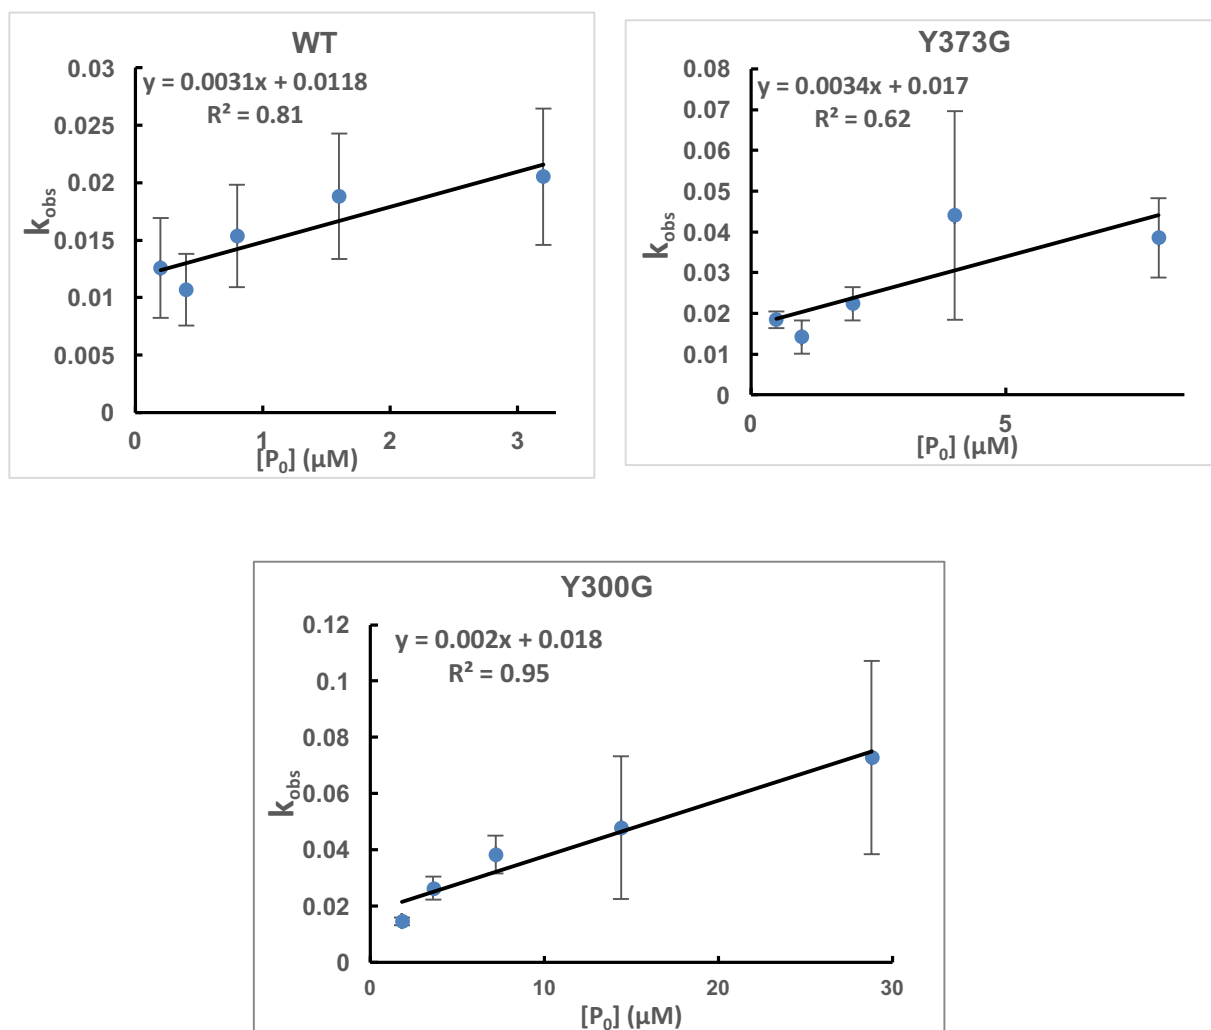 WT
y = 0.0031x + 0.0118
R² = 0.81
0.03
0.025
0.02
0.015
0.01
0.005
0
kobs
0 1 2 3
[P₀] (µM)
Y373G
y = 0.0034x + 0.017
R² = 0.62
0.08
0.07
0.06
0.05
0.04
0.03
0.02
0.01
0
kobs
0 5
[P₀] (µM)
Y300G
y = 0.002x + 0.018
R² = 0.95
0.12
0.1
0.08
0.06
0.04
0.02
0
kobs
0 10 20 30
[P₀] (µM)